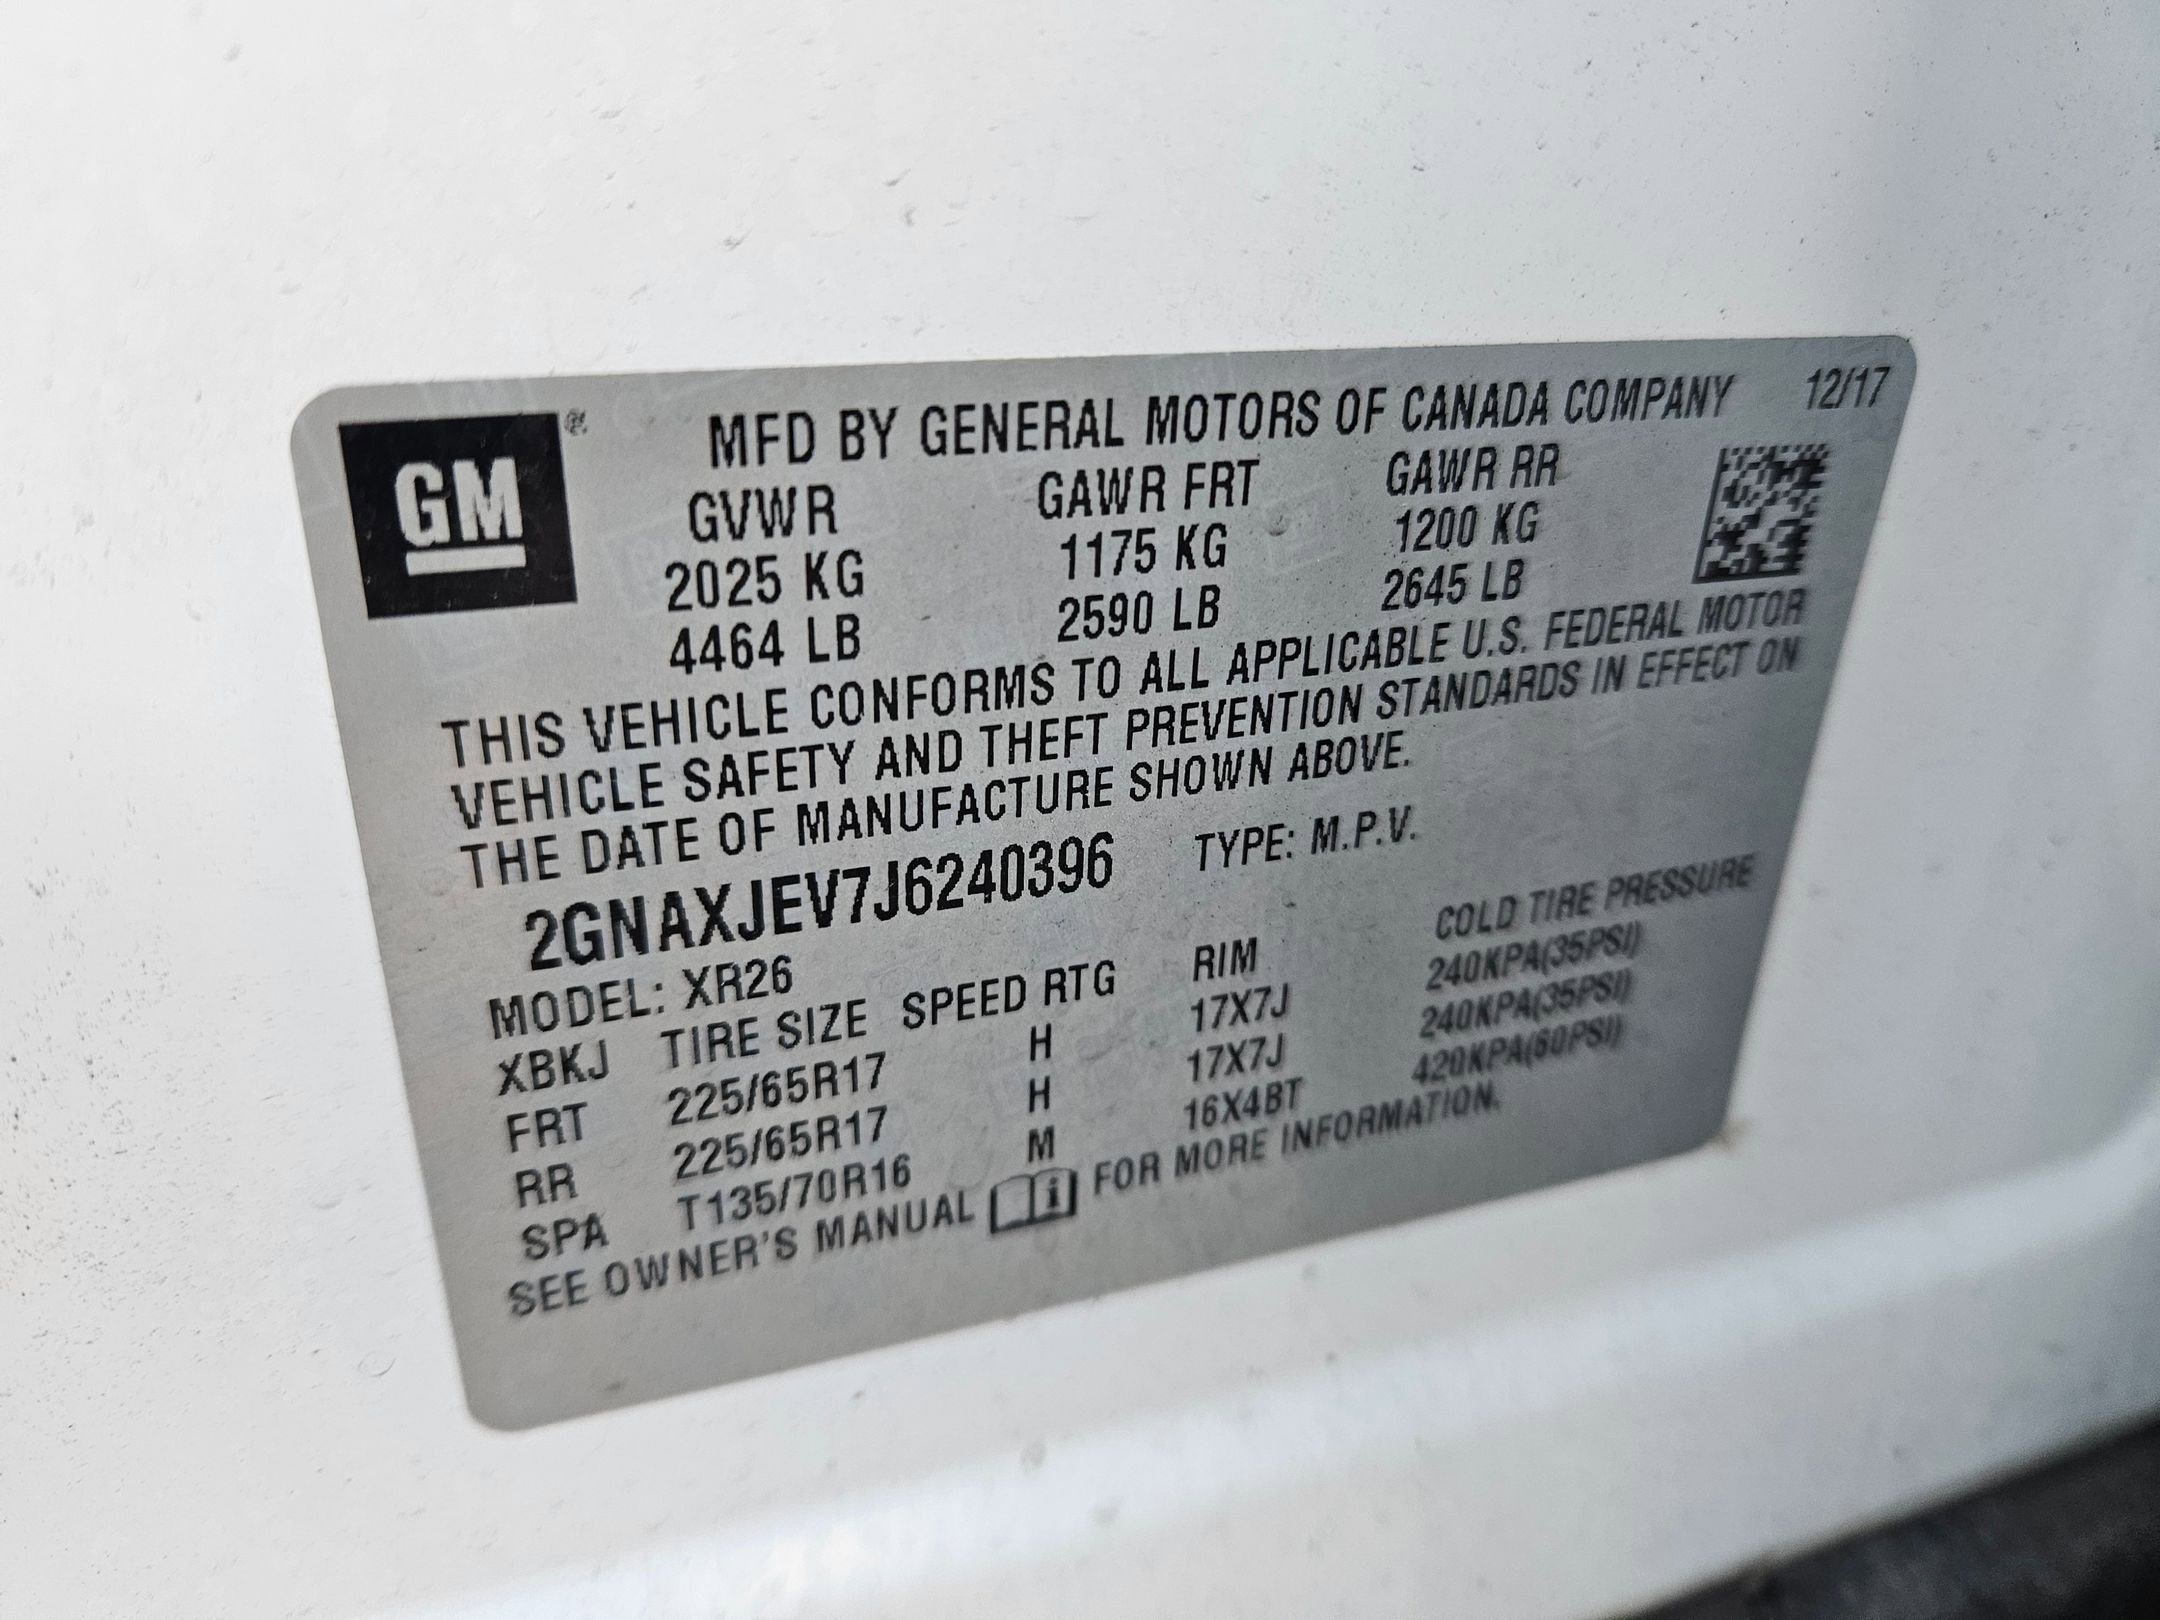 GM ®
MFD BY GENERAL MOTORS OF CANADA COMPANY 12/17
GVWR GAWR FRT GAWR RR
2025 KG 1175 KG 1200 KG
4464 LB 2590 LB 2645 LB
THIS VEHICLE CONFORMS TO ALL APPLICABLE U.S. FEDERAL MOTOR
VEHICLE SAFETY AND THEFT PREVENTION STANDARDS IN EFFECT ON
THE DATE OF MANUFACTURE SHOWN ABOVE.
2GNAXJEV7J6240396 TYPE: M.P.V.
MODEL: XR26
XBKJ TIRE SIZE SPEED RTG RIM COLD TIRE PRESSURE
FRT 225/65R17 H 17X7J 240KPA(35PSI)
RR 225/65R17 H 17X7J 240KPA(35PSI)
SPA T135/70R16 M 16X4BT 420KPA(60PSI)
SEE OWNER'S MANUAL FOR MORE INFORMATION.